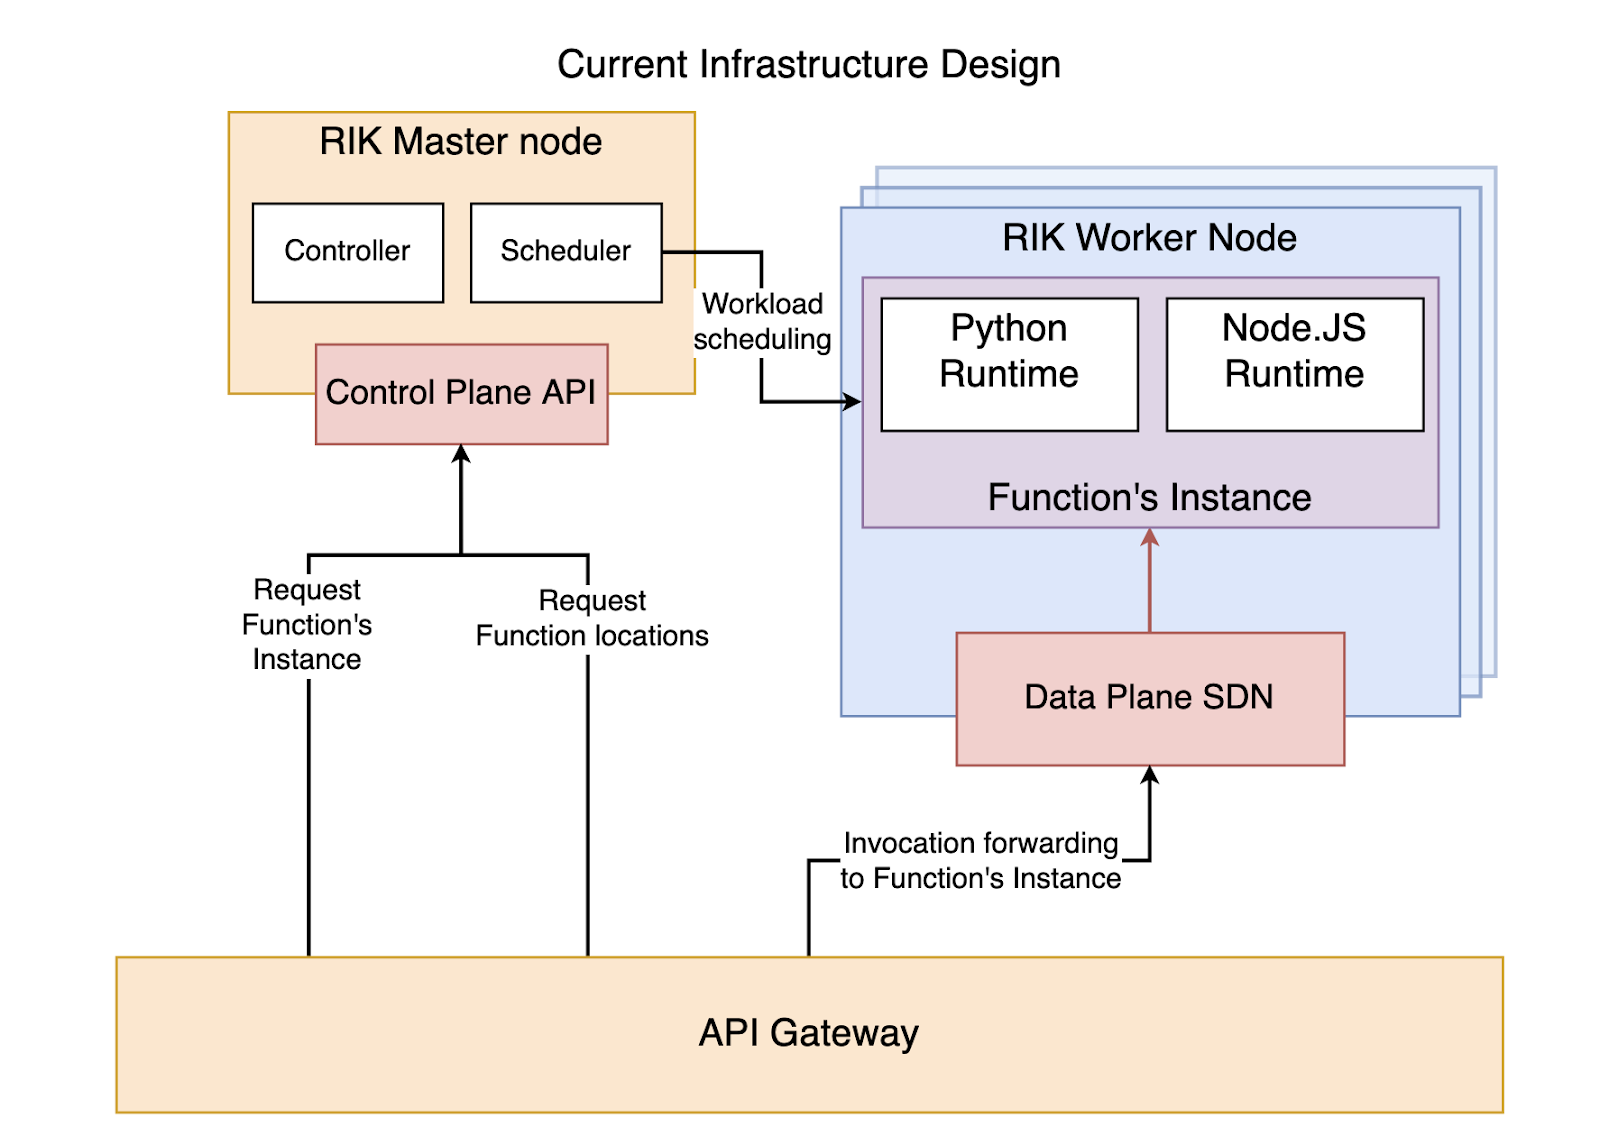 Current Infrastructure Design
RIK Master node
Controller
Scheduler
Control Plane API
Workload
scheduling
RIK Worker Node
Python
Runtime
Node.JS
Runtime
Function's Instance
Data Plane SDN
Request
Function's
Instance
Request
Function locations
Invocation forwarding
to Function's Instance
API Gateway